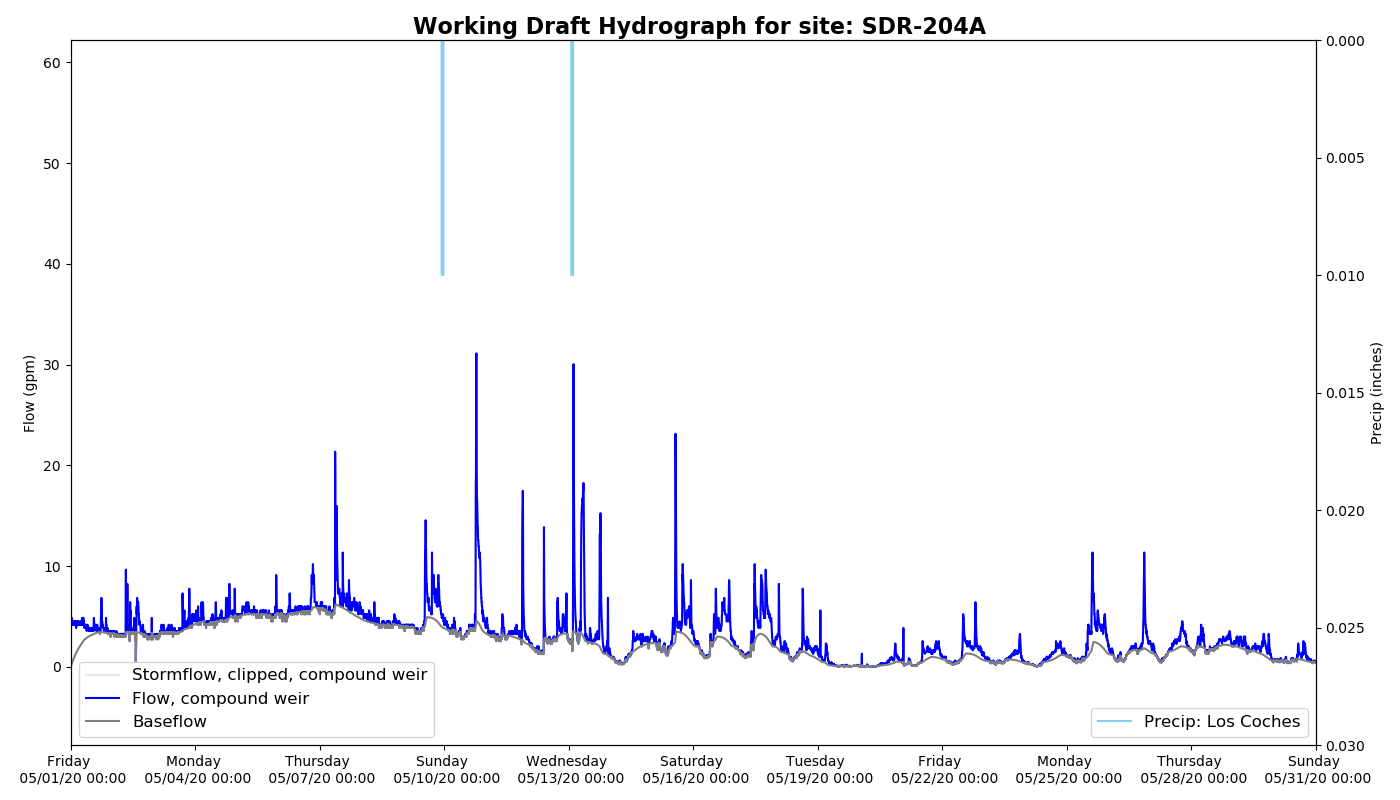 Working Draft Hydrograph for site: SDR-204A
60
50
40
30
20
10
0
Flow (gpm)
0.000
0.005
0.010
0.015
0.020
0.025
0.030
Precip (inches)
Stormflow, clipped, compound weir
Flow, compound weir
Baseflow
Precip: Los Coches
Friday
05/01/20 00:00
Monday
05/04/20 00:00
Thursday
05/07/20 00:00
Sunday
05/10/20 00:00
Wednesday
05/13/20 00:00
Saturday
05/16/20 00:00
Tuesday
05/19/20 00:00
Friday
05/22/20 00:00
Monday
05/25/20 00:00
Thursday
05/28/20 00:00
Sunday
05/31/20 00:00